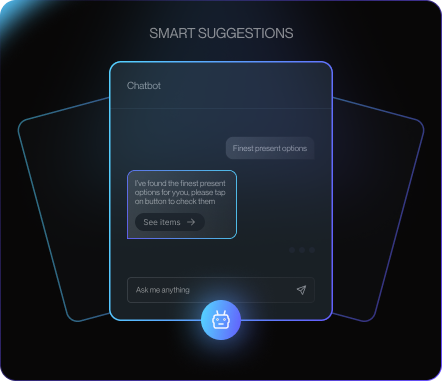 SMART SUGGESTIONS
Chatbot
Finest present options
I've found the finest present
options for yyou, please tap
on button to check them
See items
Ask me anything